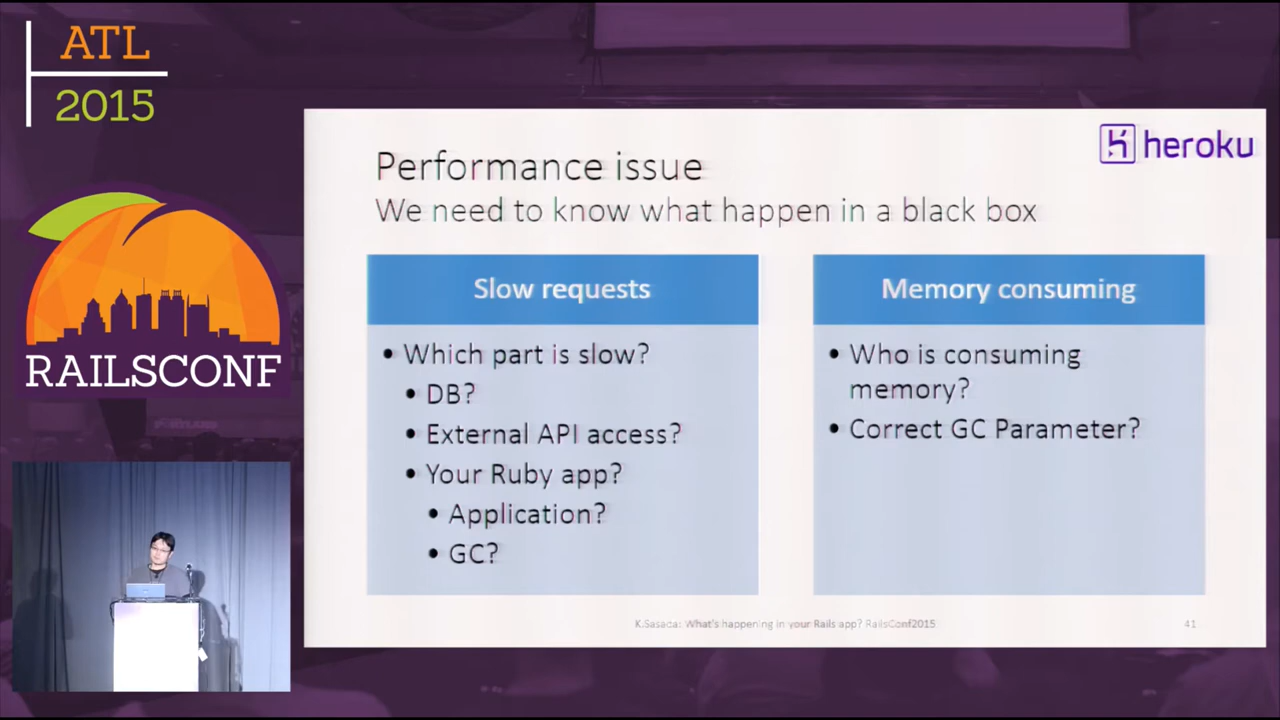 ATL
2015
RAILSCONF
heroku
Performance issue
We need to know what happen in a black box
Slow requests
• Which part is slow?
• DB?
• External API access?
• Your Ruby app?
• Application?
• GC?
Memory consuming
• Who is consuming
memory?
• Correct GC Parameter?
K.Sasada: What's happening in your Rails app? RailsConf2015
41